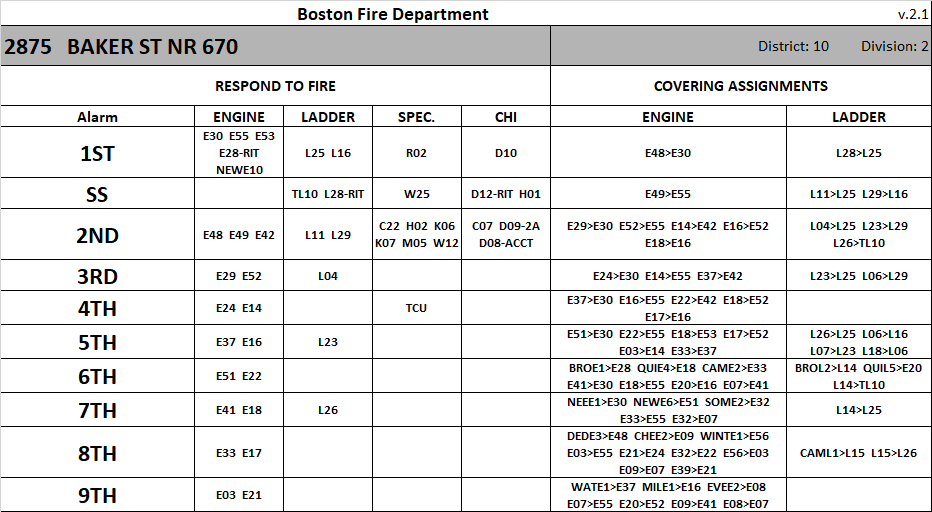 Boston Fire Department v.2.1
2875 BAKER ST NR 670 District: 10 Division: 2
RESPOND TO FIRE COVERING ASSIGNMENTS
Alarm ENGINE LADDER SPEC. CHI ENGINE LADDER
E30 E55 E53
1ST E28-RIT L25 L16 R02 D10 E48>E30 L28>L25
NEWE10
SS TL10 L28-RIT W25 D12-RIT H01 E49>E55 L11>L25 L29>L16
2ND E48 E49 E42 L11 L29 C22 H02 K06 C07 D09-2A E29>E30 E52>E55 E14>E42 E16>E52 L04>L25 L23>L29
K07 M05 W12 D08-ACCT E18>E16 L26>TL10
3RD E29 E52 L04 E24>E30 E14>E55 E37>E42 L23>L25 L06>L29
4TH E24 E14 TCU E37>E30 E16>E55 E22>E42 E18>E52
E17>E16
5TH E37 E16 L23 E51>E30 E22>E55 E18>E53 E17>E52 L26>L25 L06>L16
E03>E14 E33>E37 L07>L23 L18>L06
6TH E51 E22 BROE1>E28 QUIE4>E18 CAME2>E33 BROL2>L14 QUIL5>E20
E41>E30 E18>E55 E20>E16 E07>E41 L14>TL10
7TH E41 E18 L26 NEEE1>E30 NEWE6>E51 SOME2>E32 L14>L25
E33>E55 E32>E07
DEDE3>E48 CHEE2>E09 WINTE1>E56
8TH E33 E17 E03>E55 E21>E24 E32>E22 E56>E03 CAML1>L15 L15>L26
E09>E07 E39>E21
9TH E03 E21 WATE1>E37 MILE1>E16 EVEE2>E08
E07>E55 E20>E52 E09>E41 E08>E07